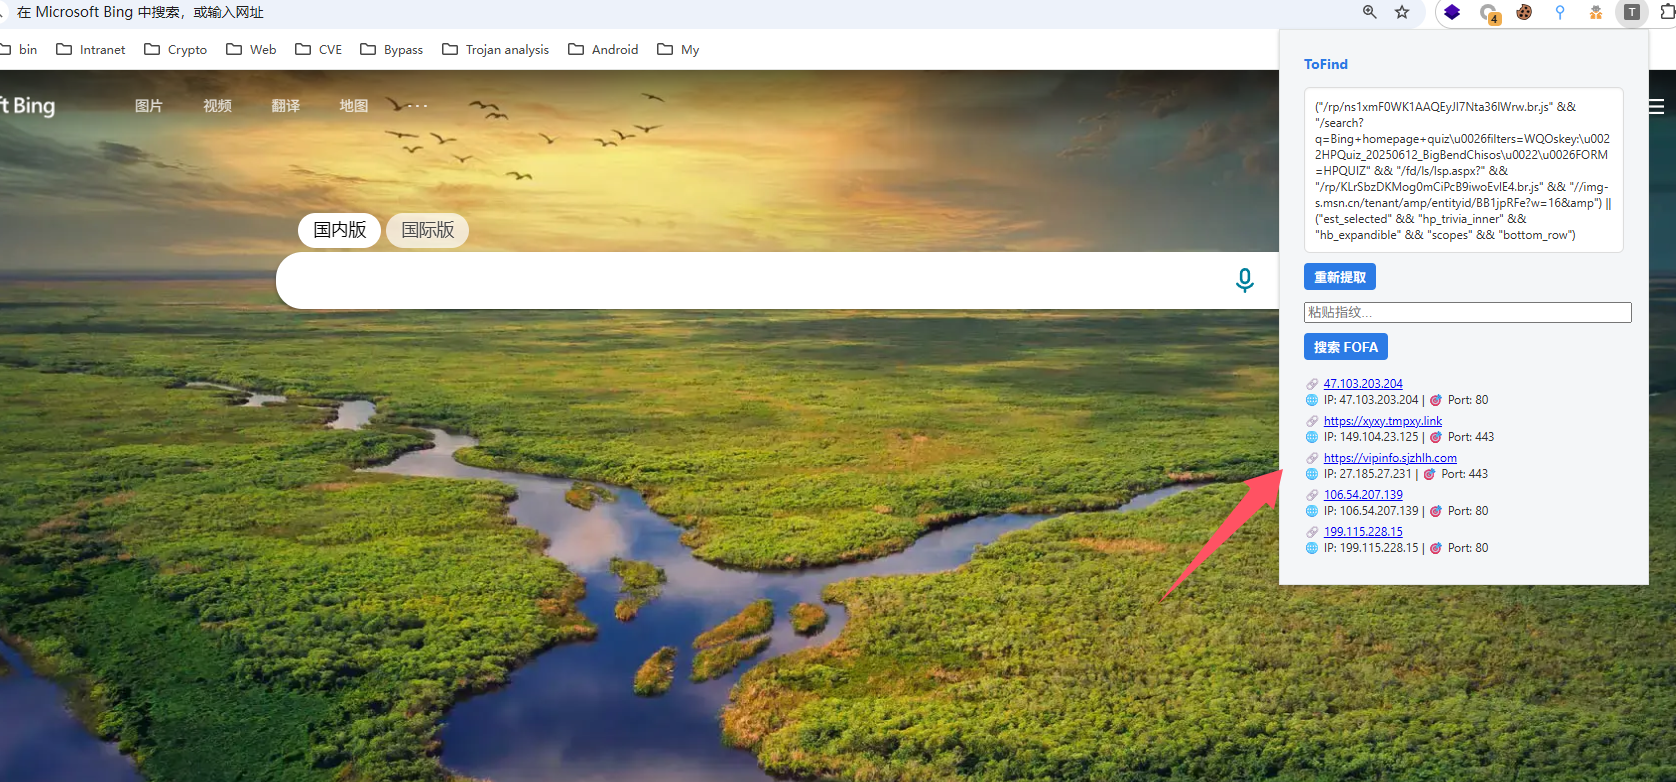 在 Microsoft Bing 中搜索，或输入网址
4
T
bin
Intranet
Crypto
Web
CVE
Bypass
Trojan analysis
Android
My
ft Bing
图片
视频
翻译
地图
···
国内版
国际版
ToFind
("/rp/ns1xmF0WK1AAQEyJI7Nta36IWrw.br.js" &&
"/search?
q=Bing+homepage+quiz\u0026filters=WQOskey:\u002
2HPQuiz_20250612_BigBendChisos\u0022\u0026FORM
=HPQUIZ" && "/fd/ls/lsp.aspx?" &&
"/rp/KLrSbzDKMog0mCiPcB9iwoEvIE4.br.js" && "//img-
s.msn.cn/tenant/amp/entityid/BB1jpRFe?w=16&amp") ||
("est_selected" && "hp_trivia_inner" &&
"hb_expandible" && "scopes" && "bottom_row")
重新提取
粘贴指纹...
搜索 FOFA
47.103.203.204
IP: 47.103.203.204 | Port: 80
https://xyxy.tmpxy.link
IP: 149.104.23.125 | Port: 443
https://vipinfo.sjzhlh.com
IP: 27.185.27.231 | Port: 443
106.54.207.139
IP: 106.54.207.139 | Port: 80
199.115.228.15
IP: 199.115.228.15 | Port: 80